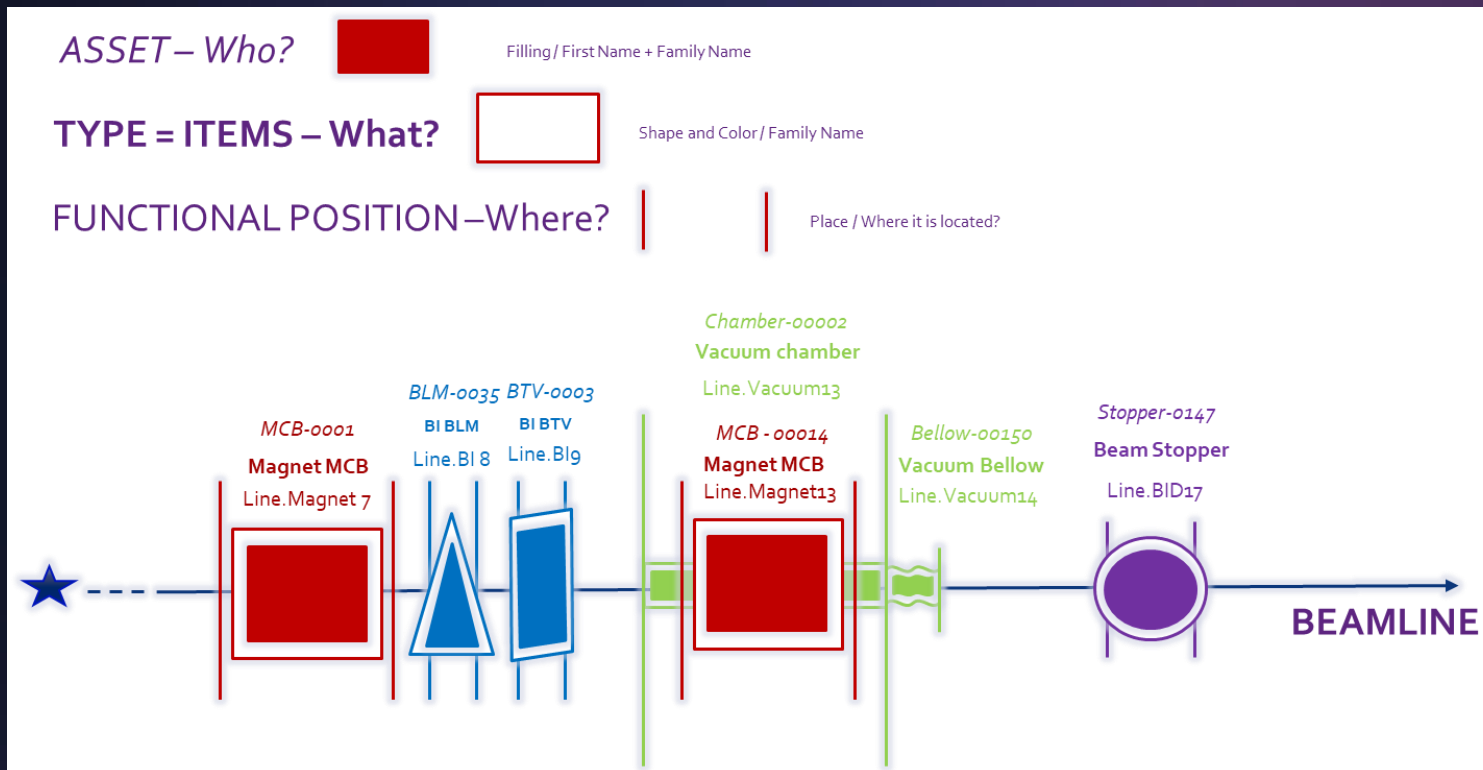 ASSET – Who?
Filling / First Name + Family Name
TYPE = ITEMS – What?
Shape and Color / Family Name
FUNCTIONAL POSITION –Where?
Place / Where it is located?
MCB-0001
Magnet MCB
Line.Magnet 7
BLM-0035
BI BLM
Line.BI 8
BTV-0003
BI BTV
Line.BI9
Chamber-00002
Vacuum chamber
Line.Vacuum13
MCB - 00014
Magnet MCB
Line.Magnet13
Bellow-00150
Vacuum Bellow
Line.Vacuum14
Stopper-0147
Beam Stopper
Line.BID17
BEAMLINE